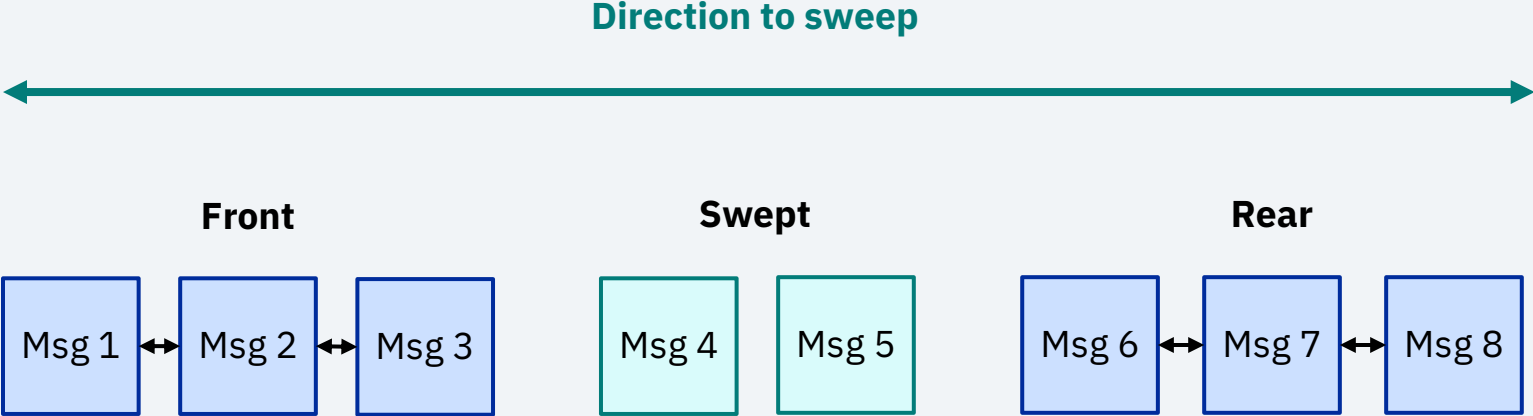 Direction to sweep
Front
Swept
Rear
Msg 1
Msg 2
Msg 3
Msg 4
Msg 5
Msg 6
Msg 7
Msg 8